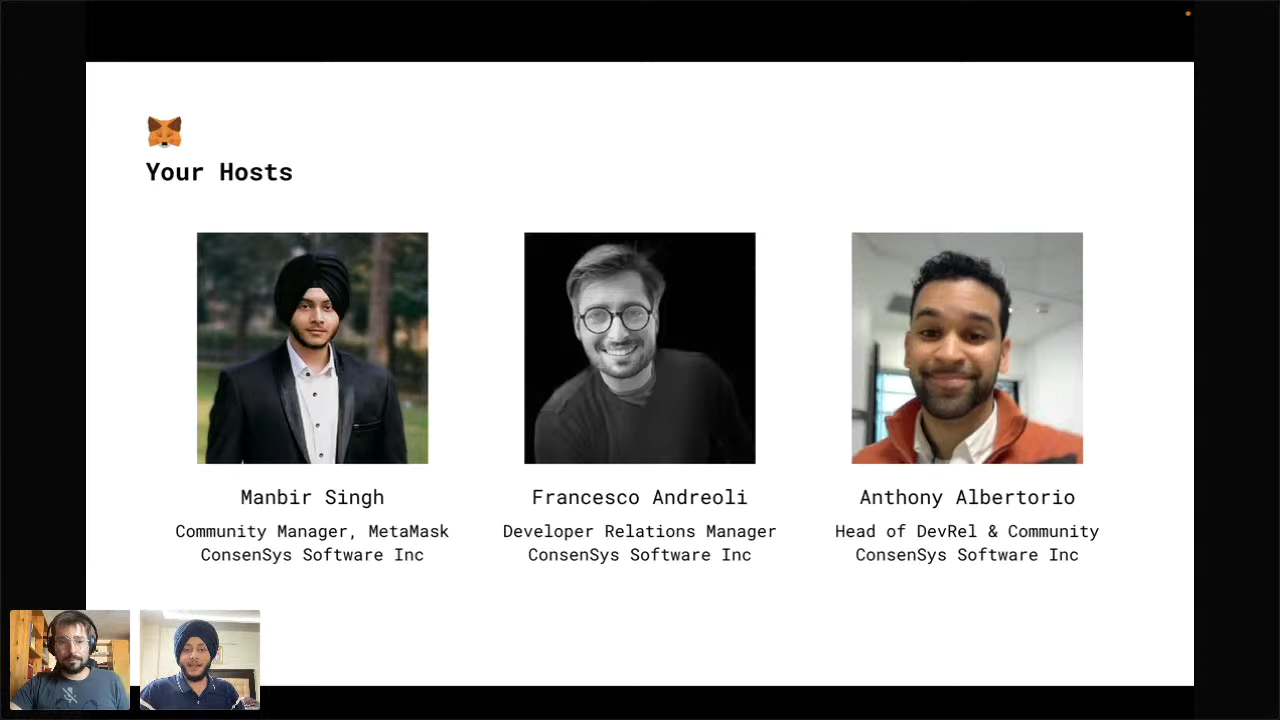 Your Hosts
Manbir Singh
Community Manager, MetaMask
ConsenSys Software Inc
Francesco Andreoli
Developer Relations Manager
ConsenSys Software Inc
Anthony Albertorio
Head of DevRel & Community
ConsenSys Software Inc